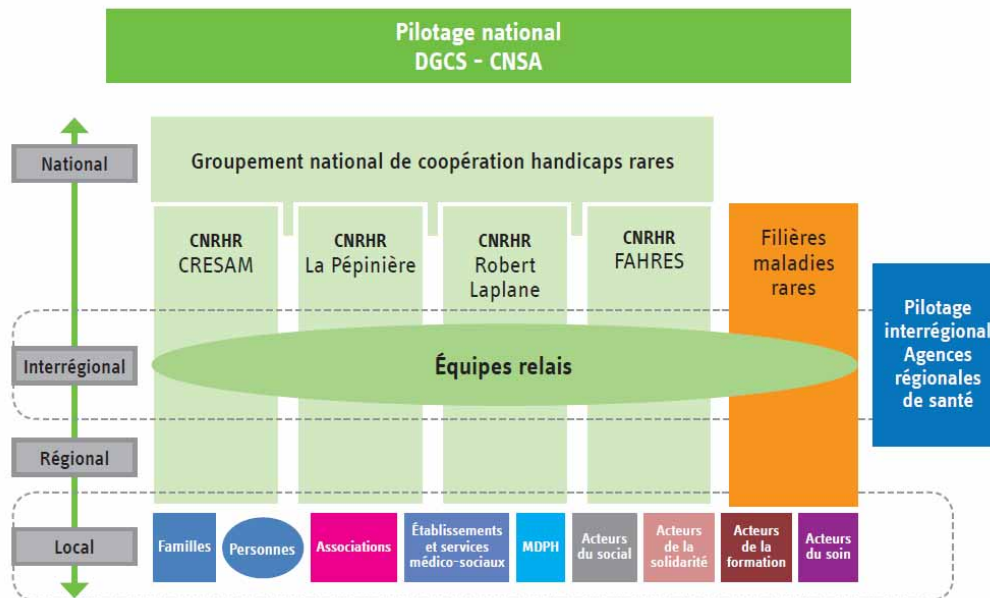 Pilotage national
DGCS - CNSA
National
Groupement national de coopération handicaps rares
CNRHR
CRESAM
CNRHR
La Pépinière
CNRHR
Robert
Laplane
CNRHR
FAHRES
Filières
maladies
rares
Pilotage
interrégional
Agences
régionales
de santé
Interrégional
Équipes relais
Régional
Local
Familles
Personnes
Associations
Établissements
et services
médico-sociaux
MDPH
Acteurs
du social
Acteurs
de la
solidarité
Acteurs
de la
formation
Acteurs
du soin